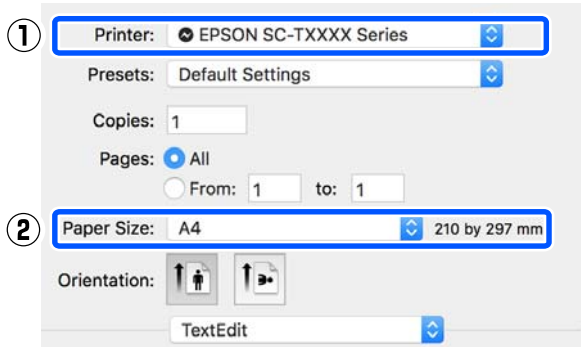 ① Printer: EPSON SC-TXXXX Series
Presets: Default Settings
Copies: 1
Pages: All
From: 1 to: 1
② Paper Size: A4 210 by 297 mm
Orientation:
TextEdit